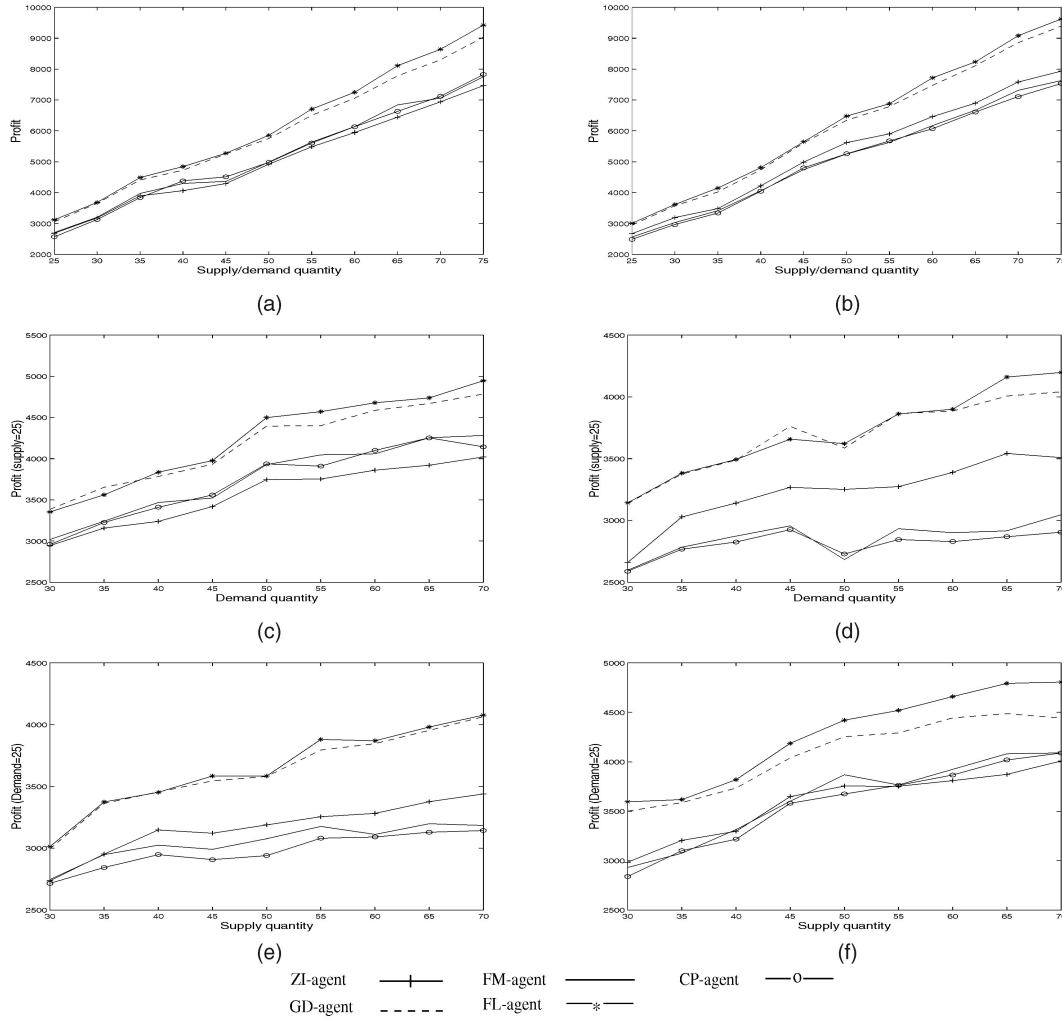 10000
9000
8000
7000
6000
5000
4000
3000
2000
Profit
25 30 35 40 45 50 55 60 65 70 75
Supply/demand quantity
(a)
10000
9000
8000
7000
6000
5000
4000
3000
2000
Profit
25 30 35 40 45 50 55 60 65 70 75
Supply/demand quantity
(b)
5500
5000
4500
4000
3500
3000
2500
Profit (supply=25)
30 35 40 45 50 55 60 65 70
Demand quantity
(c)
4500
4000
3500
3000
2500
Profit (supply=25)
30 35 40 45 50 55 60 65 70
Demand quantity
(d)
4500
4000
3500
3000
2500
Profit (Demand=25)
30 35 40 45 50 55 60 65 70
Supply quantity
(e)
5000
4500
4000
3500
3000
2500
Profit (Demand=25)
30 35 40 45 50 55 60 65 70
Supply quantity
(f)
ZI-agent FM-agent CP-agent
GD-agent FL-agent